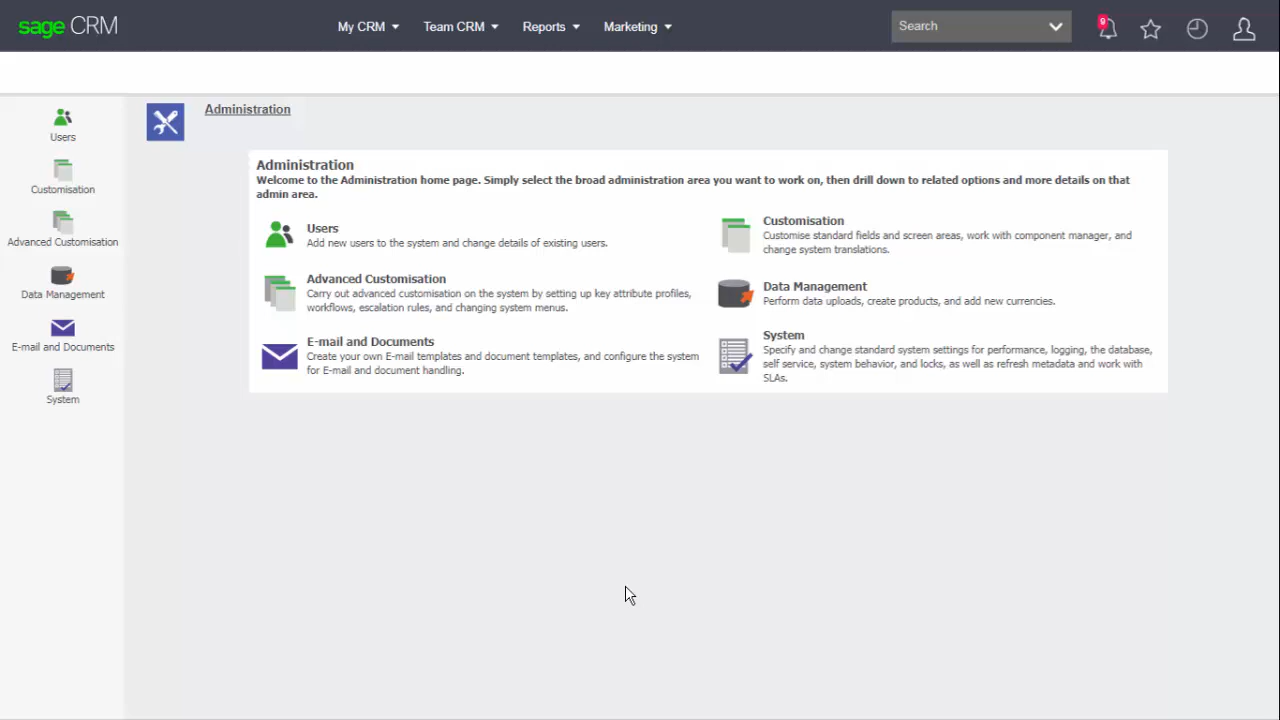 sage CRM
My CRM
Team CRM
Reports
Marketing
Search
9
Users
Customisation
Advanced Customisation
Data Management
E-mail and Documents
System
Administration
Administration
Welcome to the Administration home page. Simply select the broad administration area you want to work on, then drill down to related options and more details on that
admin area.
Users
Add new users to the system and change details of existing users.
Customisation
Customise standard fields and screen areas, work with component manager, and
change system translations.
Advanced Customisation
Carry out advanced customisation on the system by setting up key attribute profiles,
workflows, escalation rules, and changing system menus.
Data Management
Perform data uploads, create products, and add new currencies.
E-mail and Documents
Create your own E-mail templates and document templates, and configure the system
for E-mail and document handling.
System
Specify and change standard system settings for performance, logging, the database,
self service, system behavior, and locks, as well as refresh metadata and work with
SLAs.